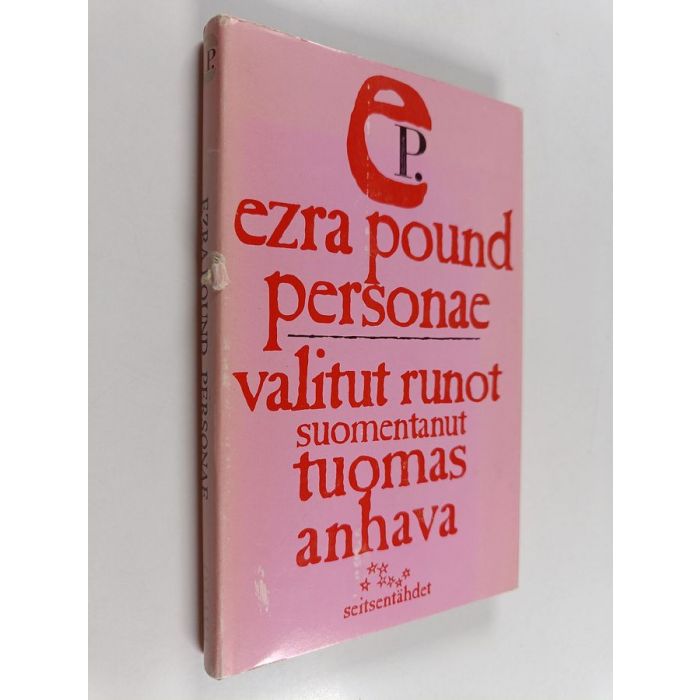 e
P.
ezra pound
personae
valitut runot
suomentanut
tuomas
anhava
seitsentähdet
P.
EZRA POUND PERSONAE